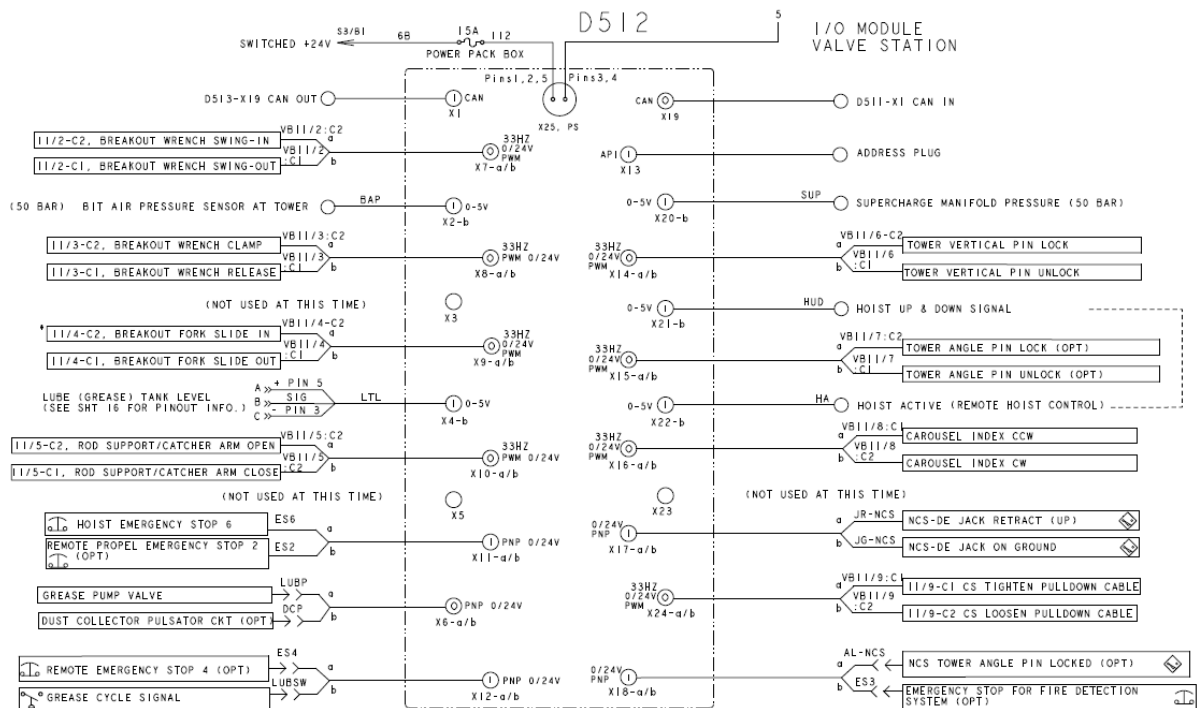 D512
5
I/O MODULE
VALVE STATION
SWITCHED +24V
S3/B1
6B
15A
112
POWER PACK BOX
Pins1,2,5
Pins3,4
X25, PS
D513-X19 CAN OUT
CAN
X1
CAN
X19
D511-X1 CAN IN
11/2-C2, BREAKOUT WRENCH SWING-IN
VB11/2:C2
a
11/2-C1, BREAKOUT WRENCH SWING-OUT
VB11/2
:C1
b
33HZ
0/24V
PWM
X7-a/b
API
X13
ADDRESS PLUG
(50 BAR) BIT AIR PRESSURE SENSOR AT TOWER
BAP
0-5V
X2-b
0-5V
X20-b
SUP
SUPERCHARGE MANIFOLD PRESSURE (50 BAR)
11/3-C2, BREAKOUT WRENCH CLAMP
VB11/3:C2
a
11/3-C1, BREAKOUT WRENCH RELEASE
VB11/3
:C1
b
33HZ
PWM 0/24V
X8-a/b
33HZ
0/24V
PWM
X14-a/b
VB11/6-C2
a
TOWER VERTICAL PIN LOCK
VB11/6
:C1
b
TOWER VERTICAL PIN UNLOCK
(NOT USED AT THIS TIME)
X3
0-5V
X21-b
HUD
HOIST UP & DOWN SIGNAL
11/4-C2, BREAKOUT FORK SLIDE IN
VB11/4-C2
a
11/4-C1, BREAKOUT FORK SLIDE OUT
VB11/4
:C1
b
33HZ
0/24V
PWM
X9-a/b
33HZ
0/24V
PWM
X15-a/b
VB11/7:C2
a
TOWER ANGLE PIN LOCK (OPT)
VB11/7
:C1
b
TOWER ANGLE PIN UNLOCK (OPT)
LUBE (GREASE) TANK LEVEL
(SEE SHT 16 FOR PINOUT INFO.)
A + PIN 5
B SIG
C - PIN 3
LTL
0-5V
X4-b
0-5V
X22-b
HA
HOIST ACTIVE (REMOTE HOIST CONTROL)
11/5-C2, ROD SUPPORT/CATCHER ARM OPEN
VB11/5:C2
a
11/5-C1, ROD SUPPORT/CATCHER ARM CLOSE
VB11/5
:C2
b
33HZ
PWM 0/24V
X10-a/b
33HZ
0/24V
PWM
X16-a/b
VB11/8:C1
a
CAROUSEL INDEX CCW
VB11/8
:C2
b
CAROUSEL INDEX CW
(NOT USED AT THIS TIME)
X5
X23
(NOT USED AT THIS TIME)
HOIST EMERGENCY STOP 6
ES6
a
REMOTE PROPEL EMERGENCY STOP 2
(OPT)
ES2
b
PNP 0/24V
X11-a/b
0/24V
PNP
X17-a/b
JR-NCS
a
NCS-DE JACK RETRACT (UP)
JG-NCS
b
NCS-DE JACK ON GROUND
GREASE PUMP VALVE
LUBP
a
DUST COLLECTOR PULSATOR CKT (OPT)
DCP
b
PNP 0/24V
X6-a/b
33HZ
0/24V
PWM
X24-a/b
VB11/9:C1
a
11/9-C1 CS TIGHTEN PULLDOWN CABLE
VB11/9
:C2
b
11/9-C2 CS LOOSEN PULLDOWN CABLE
REMOTE EMERGENCY STOP 4 (OPT)
ES4
a
GREASE CYCLE SIGNAL
LUBSW
b
PNP 0/24V
X12-a/b
0/24V
PNP
X18-a/b
AL-NCS
a
NCS TOWER ANGLE PIN LOCKED (OPT)
ES3
b
EMERGENCY STOP FOR FIRE DETECTION
SYSTEM (OPT)